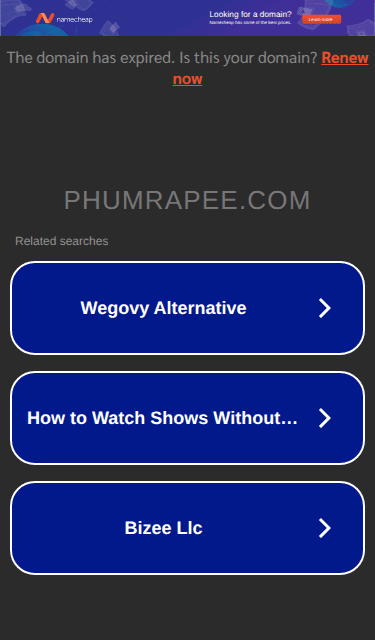 namecheap
Looking for a domain?
Namecheap has some of the best prices.
Learn more
The domain has expired. Is this your domain? Renew
now
PHUMRAPEE.COM
Related searches
Wegovy Alternative
How to Watch Shows Without…
Bizee Llc